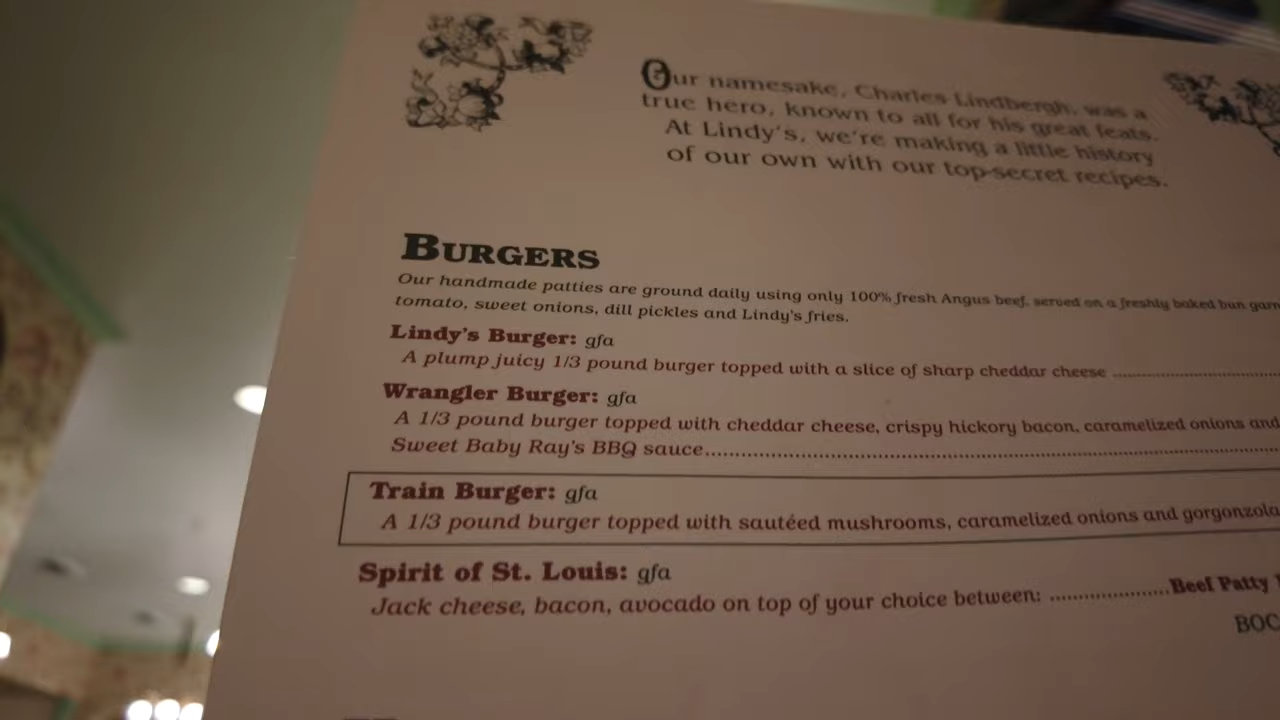 Our namesake, Charles Lindbergh, was a
true hero, known to all for his great feats.
At Lindy's, we're making a little history
of our own with our top-secret recipes.
BURGERS
Our handmade patties are ground daily using only 100% fresh Angus beef, served on a freshly baked bun
tomato, sweet onions, dill pickles and Lindy's fries.
Lindy's Burger: gfa
A plump juicy 1/3 pound burger topped with a slice of sharp cheddar cheese ........................
Wrangler Burger: gfa
A 1/3 pound burger topped with cheddar cheese, crispy hickory bacon, caramelized onions and
Sweet Baby Ray's BBQ sauce................................................................................
Train Burger: gfa
A 1/3 pound burger topped with sautéed mushrooms, caramelized onions and gorgonzola
Spirit of St. Louis: gfa
Jack cheese, bacon, avocado on top of your choice between: ....................Beef Patty
BOC